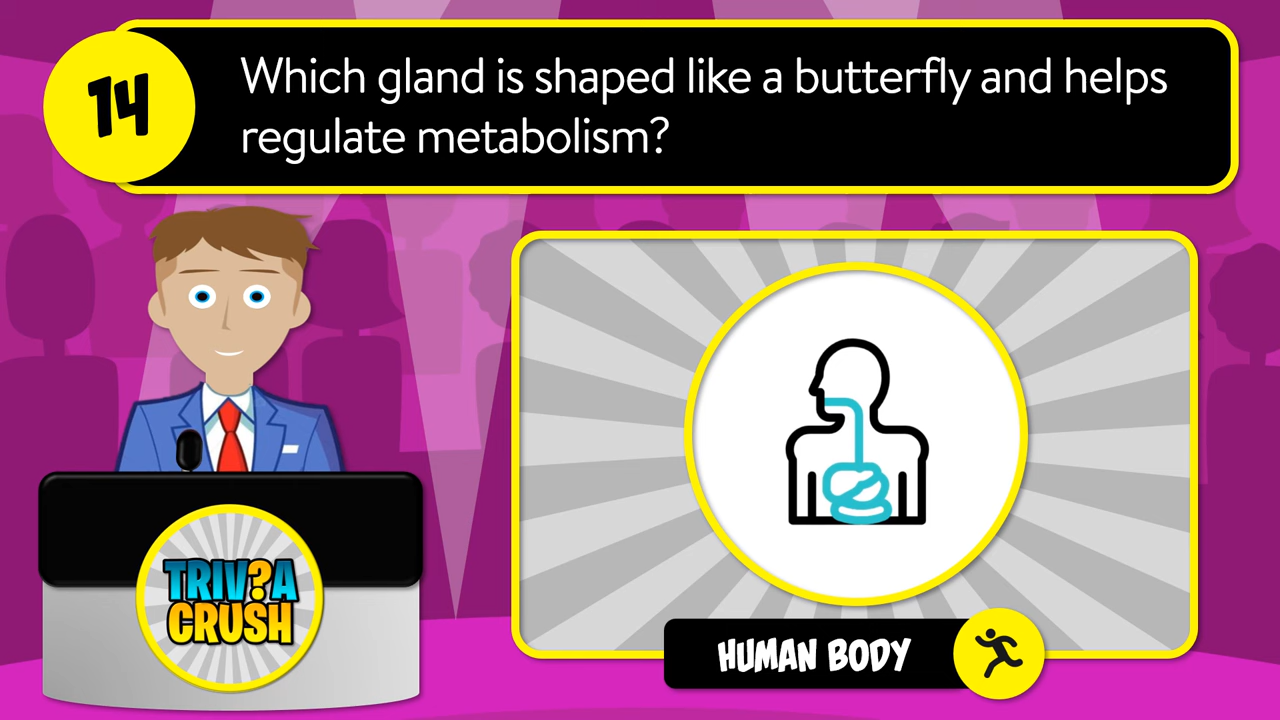 14
Which gland is shaped like a butterfly and helps
regulate metabolism?
TRIV?A
CRUSH
HUMAN BODY